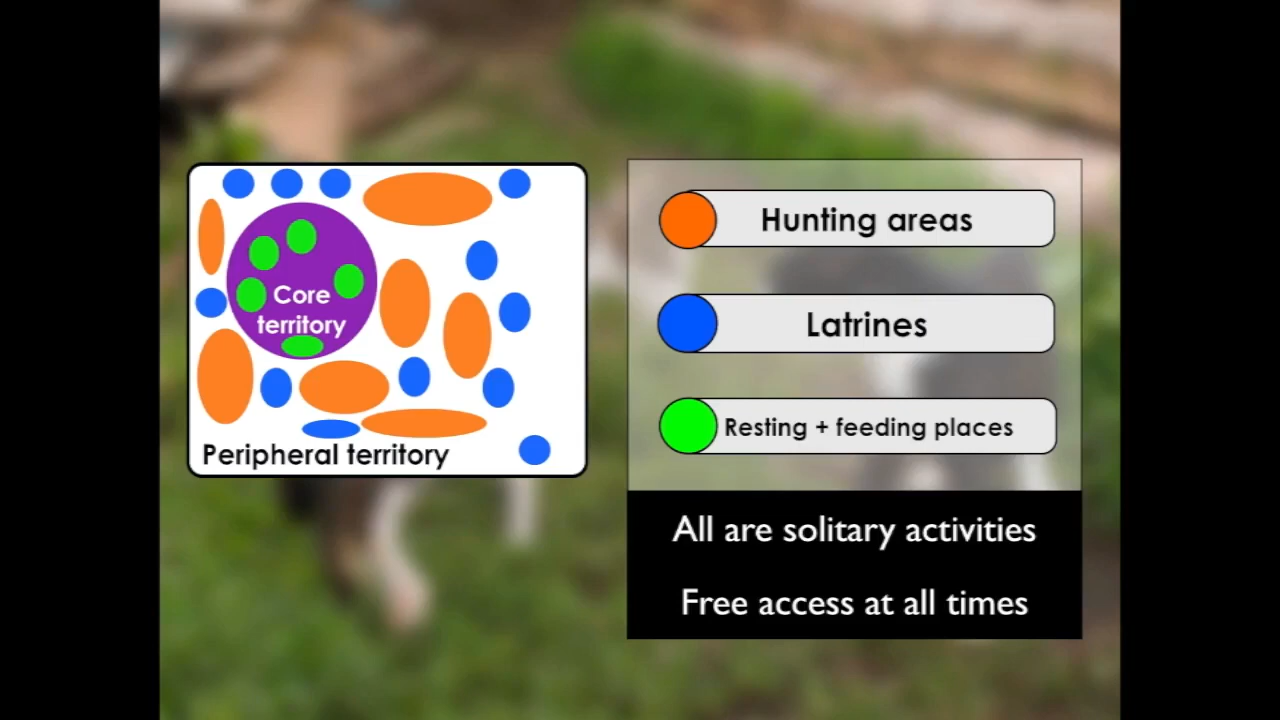 Core
territory
Peripheral territory
Hunting areas
Latrines
Resting + feeding places
All are solitary activities
Free access at all times